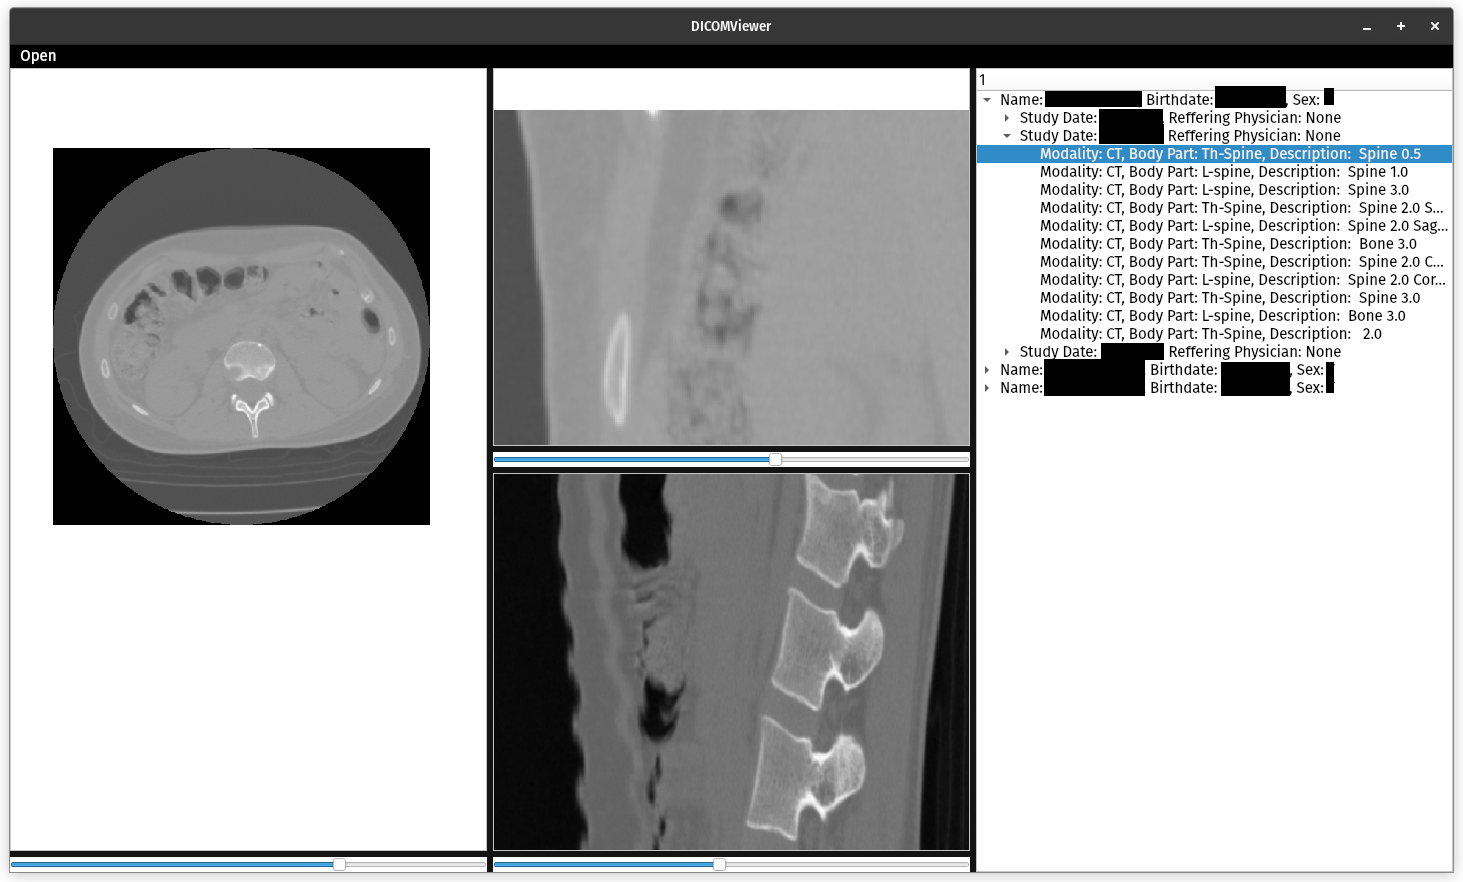 DICOMViewer
Open
1
Name: Birthdate: , Sex:
Study Date: , Reffering Physician: None
Study Date: Reffering Physician: None
Modality: CT, Body Part: Th-Spine, Description: Spine 0.5
Modality: CT, Body Part: L-spine, Description: Spine 1.0
Modality: CT, Body Part: L-spine, Description: Spine 3.0
Modality: CT, Body Part: Th-Spine, Description: Spine 2.0 S...
Modality: CT, Body Part: L-spine, Description: Spine 2.0 Sag...
Modality: CT, Body Part: Th-Spine, Description: Bone 3.0
Modality: CT, Body Part: Th-Spine, Description: Spine 2.0 C...
Modality: CT, Body Part: L-spine, Description: Spine 2.0 Cor...
Modality: CT, Body Part: Th-Spine, Description: Spine 3.0
Modality: CT, Body Part: L-spine, Description: Bone 3.0
Modality: CT, Body Part: Th-Spine, Description: 2.0
Study Date: Reffering Physician: None
Name: Birthdate: , Sex:
Name: Birthdate: , Sex: